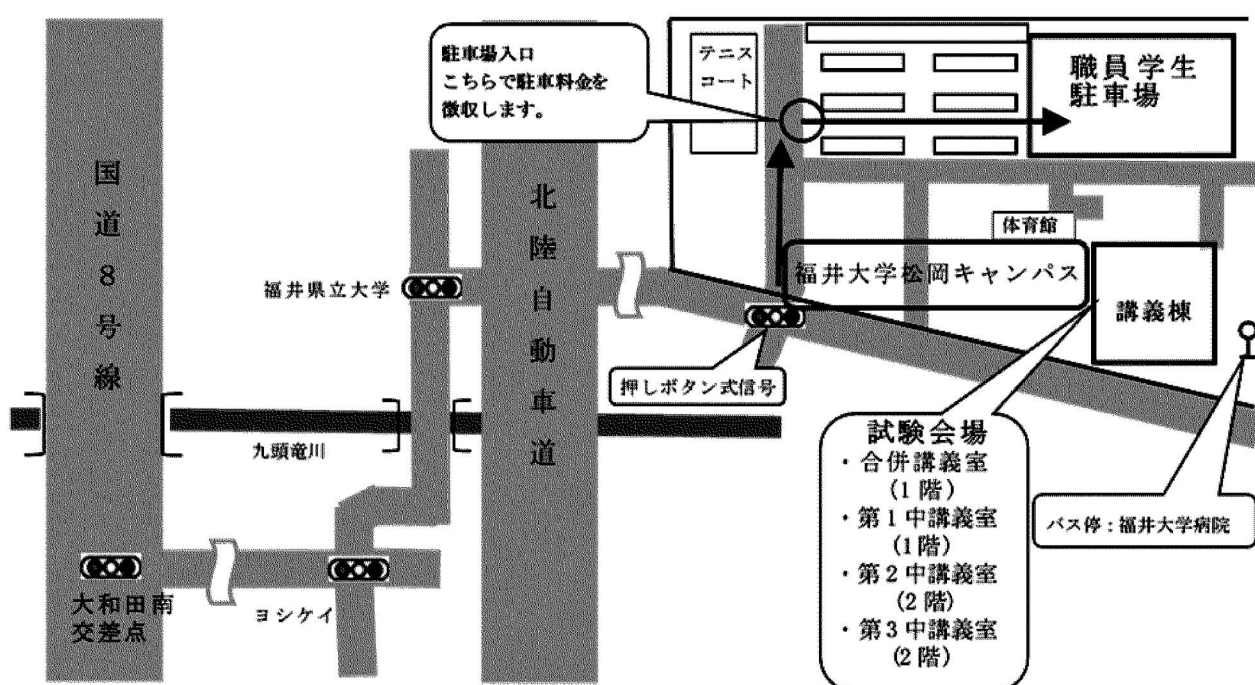 駐車場入口
こちらで駐車料金を
徴収します。
テニス
コート
職員学生
駐車場
国道8号線
北陸自動車道
体育館
福井県立大学
福井大学松岡キャンパス
講義棟
押しボタン式信号
九頭竜川
試験会場
・合併講義室
(1階)
・第1中講義室
(1階)
・第2中講義室
(2階)
・第3中講義室
(2階)
バス停：福井大学病院
大和田南
交差点
ヨシケイ